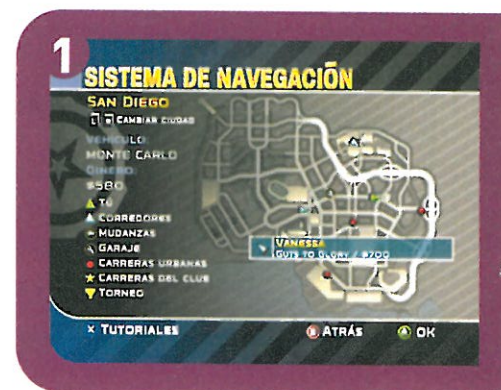 1
SISTEMA DE NAVEGACIÓN
SAN DIEGO
CAMBIAR CIUDAD
VEHICULO:
MONTE CARLO
DINERO:
$580
TÚ
CORREDORES
MUDANZAS
GARAJE
CARRERAS URBANAS
CARRERAS DEL CLUB
TORNEO
VANESSA
GUTS TO GLORY / $700
X TUTORIALES
B ATRÁS
A OK